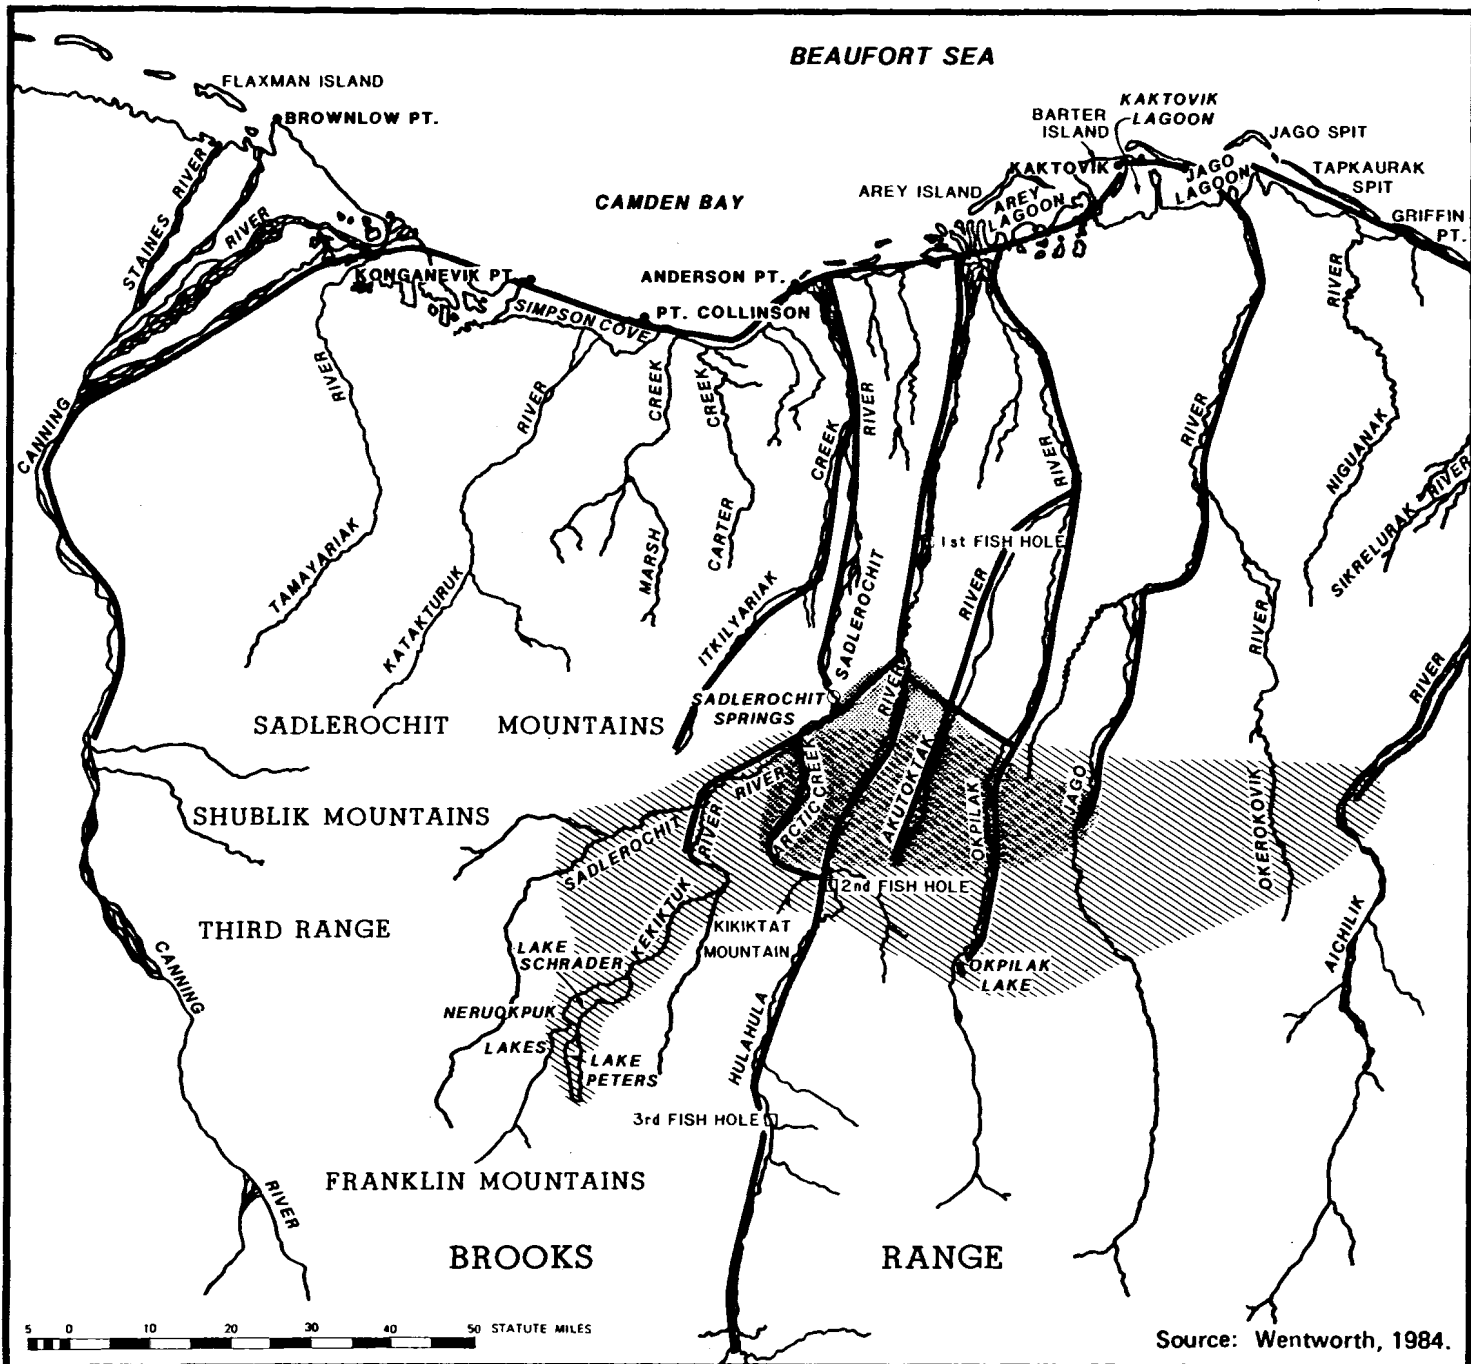 BEAUFORT SEA
FLAXMAN ISLAND
BROWNLOW PT.
KAKTOVIK
LAGOON
BARTER
ISLAND
JAGO SPIT
KAKTOVIK
JAGO
LAGOON
TAPKAURAK
SPIT
AREY ISLAND
AREY
LAGOON
GRIFFIN
PT.
STAINES RIVER
RIVER
CAMDEN BAY
KONGANEVIK PT.
ANDERSON PT.
SIMPSON COVE
PT. COLLINSON
CANNING
RIVER
TAMAYARIAK
RIVER
KATAKTURUK
CREEK
MARSH
CREEK
CARTER
CREEK
ITKILYARIAK
RIVER
SADLEROCHIT
1st FISH HOLE
RIVER
RIVER
RIVER
RIVER
NIGUANAK
SIKRELURAK RIVER
RIVER
RIVER
SADLEROCHIT
SPRINGS
SADLEROCHIT MOUNTAINS
SHUBLIK MOUNTAINS
SADLEROCHIT
RIVER
RIVER
KEKIKTUK
ARCTIC CREEK
RIVER
AKUTOKTAK
OKPILAK
JAGO
OKEROKOVIK
AICHILIK
2nd FISH HOLE
THIRD RANGE
KIKIKTAT
MOUNTAIN
LAKE
SCHRADER
OKPILAK
LAKE
CANNING
RIVER
NERUOKPUK
LAKES
LAKE
PETERS
HULAHULA
3rd FISH HOLE
FRANKLIN MOUNTAINS
BROOKS RANGE
5 0 10 20 30 40 50 STATUTE MILES
Source: Wentworth, 1984.